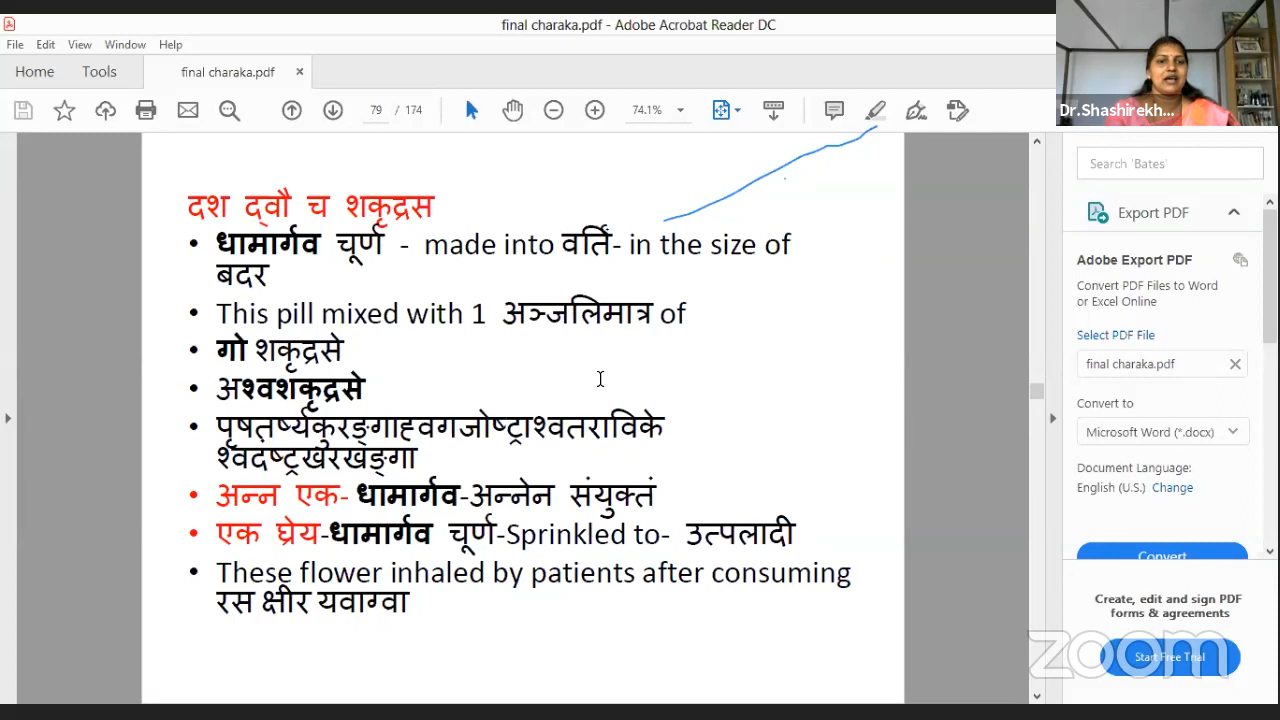 final charaka.pdf - Adobe Acrobat Reader DC
File Edit View Window Help
Home Tools final charaka.pdf ×
79 / 174 74.1%
Dr.Shashirekh...
दश द्वौ च शकृद्रस
• धामार्गव चूर्ण - made into वर्तिं- in the size of
बदर
• This pill mixed with 1 अञ्जलिमात्र of
• गो शकृद्रसे
• अश्वशकृद्रसे
• पृषतर्ष्यकुरङ्गाह्वगजोष्ट्राश्वतराविके
श्वदष्ट्रखरखङ्गा
• अन्न एक- धामार्गव-अन्नेन संयुक्तं
• एक घ्रेय-धामार्गव चूर्ण-Sprinkled to- उत्पलादी
• These flower inhaled by patients after consuming
रस क्षीर यवाग्वा
Search 'Bates'
Export PDF
Adobe Export PDF
Convert PDF Files to Word
or Excel Online
Select PDF File
final charaka.pdf
Convert to
Microsoft Word (*.docx)
Document Language:
English (U.S.) Change
Convert
Create, edit and sign PDF
forms & agreements
Start Free Trial
zoom